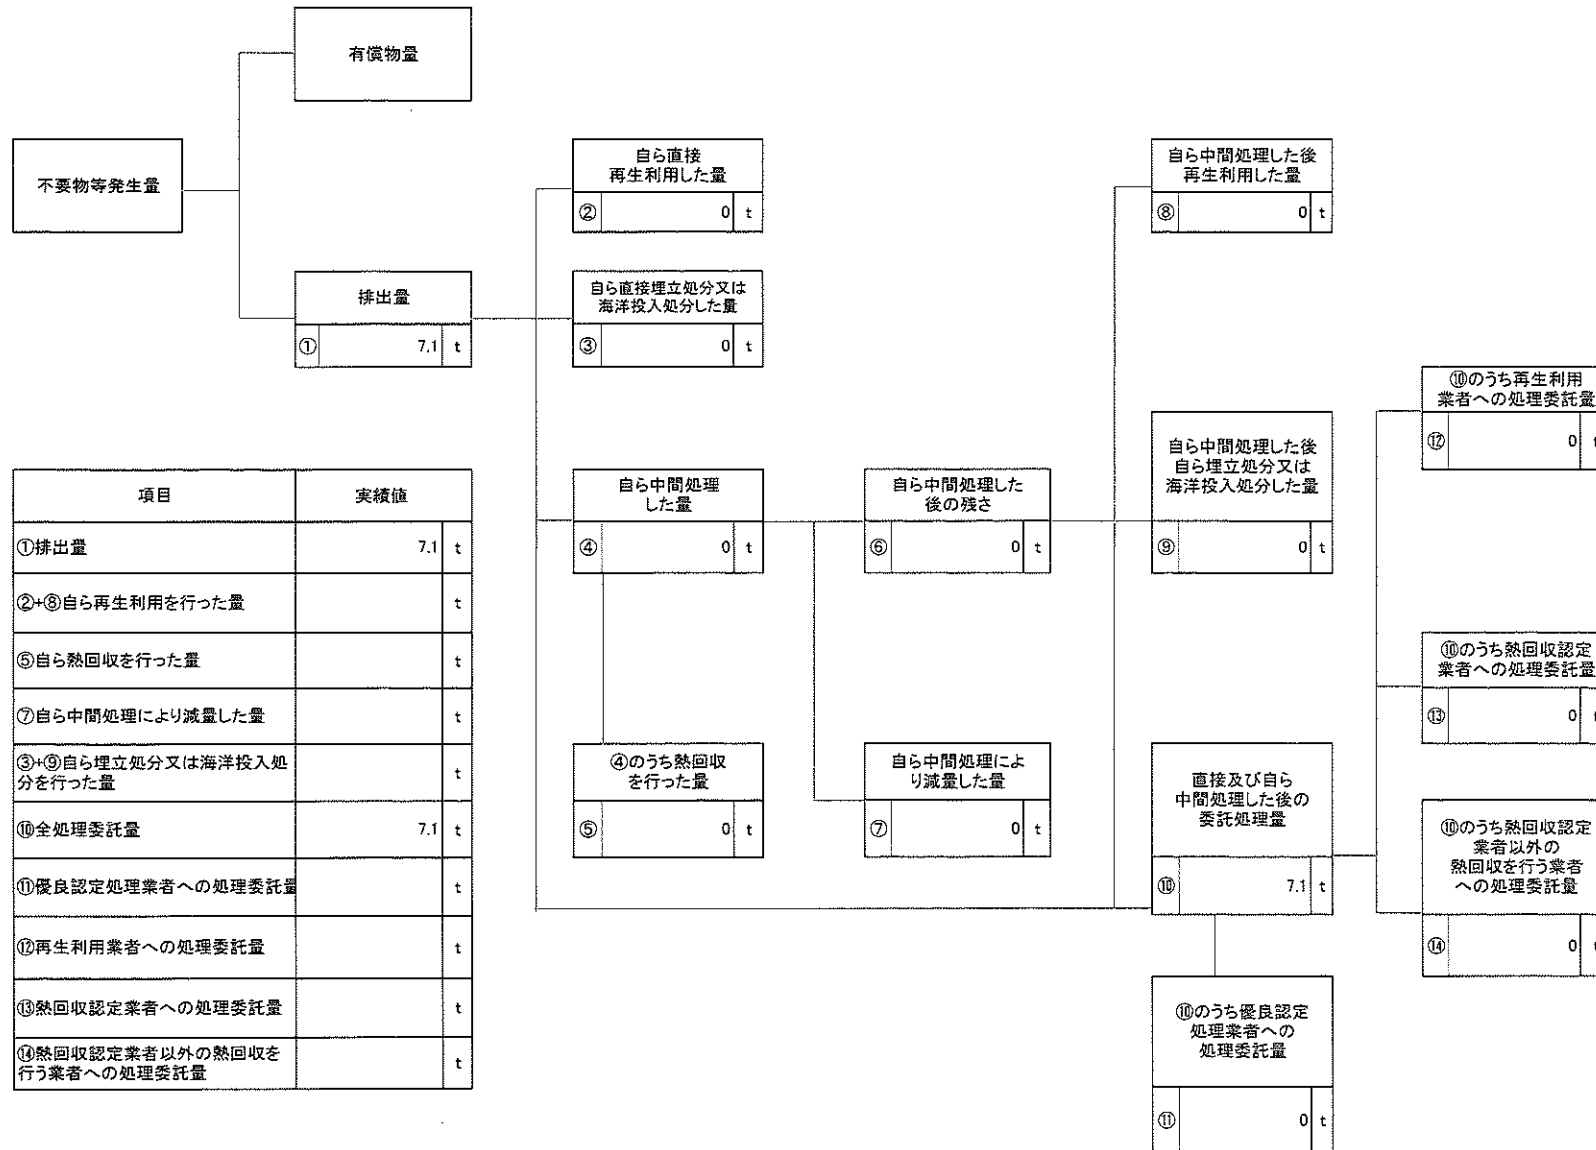 有償物量
不要物等発生量
排出量
① 7.1 t
自ら直接
再生利用した量
② 0 t
自ら直接埋立処分又は
海洋投入処分した量
③ 0 t
自ら中間処理
した量
④ 0 t
④のうち熱回収
を行った量
⑤ 0 t
自ら中間処理した
後の残さ
⑥ 0 t
自ら中間処理によ
り減量した量
⑦ 0 t
自ら中間処理した後
再生利用した量
⑧ 0 t
自ら中間処理した後
自ら埋立処分又は
海洋投入処分した量
⑨ 0 t
直接及び自ら
中間処理した後の
委託処理量
⑩ 7.1 t
⑩のうち優良認定
処理業者への
処理委託量
⑪ 0 t
⑩のうち再生利用
業者への処理委託量
⑫ 0 t
⑩のうち熱回収認定
業者への処理委託量
⑬ 0 t
⑩のうち熱回収認定
業者以外の
熱回収を行う業者
への処理委託量
⑭ 0 t
項目 実績値
①排出量 7.1 t
②+⑧自ら再生利用を行った量 t
⑤自ら熱回収を行った量 t
⑦自ら中間処理により減量した量 t
③+⑨自ら埋立処分又は海洋投入処
分を行った量 t
⑩全処理委託量 7.1 t
⑪優良認定処理業者への処理委託量 t
⑫再生利用業者への処理委託量 t
⑬熱回収認定業者への処理委託量 t
⑭熱回収認定業者以外の熱回収を
行う業者への処理委託量 t